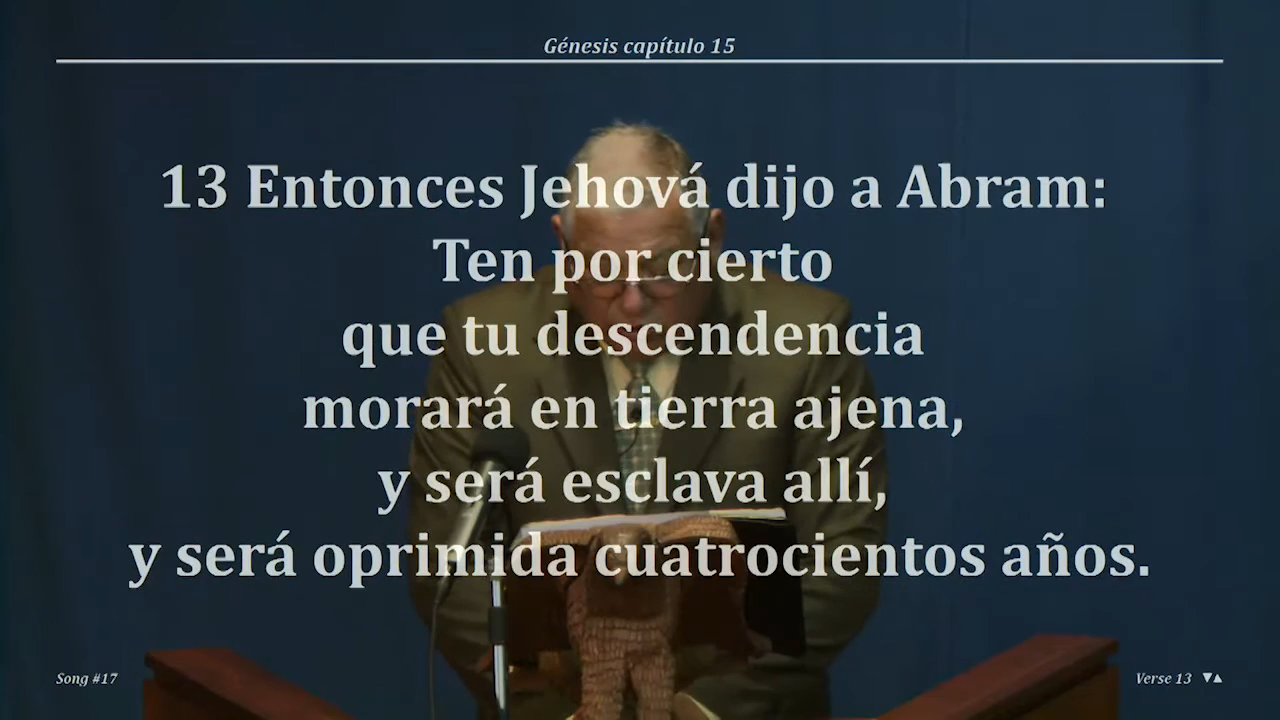 Génesis capítulo 15
13 Entonces Jehová dijo a Abram:
Ten por cierto
que tu descendencia
morará en tierra ajena,
y será esclava allí,
y será oprimida cuatrocientos años.
Song #17
Verse 13 ▼▲